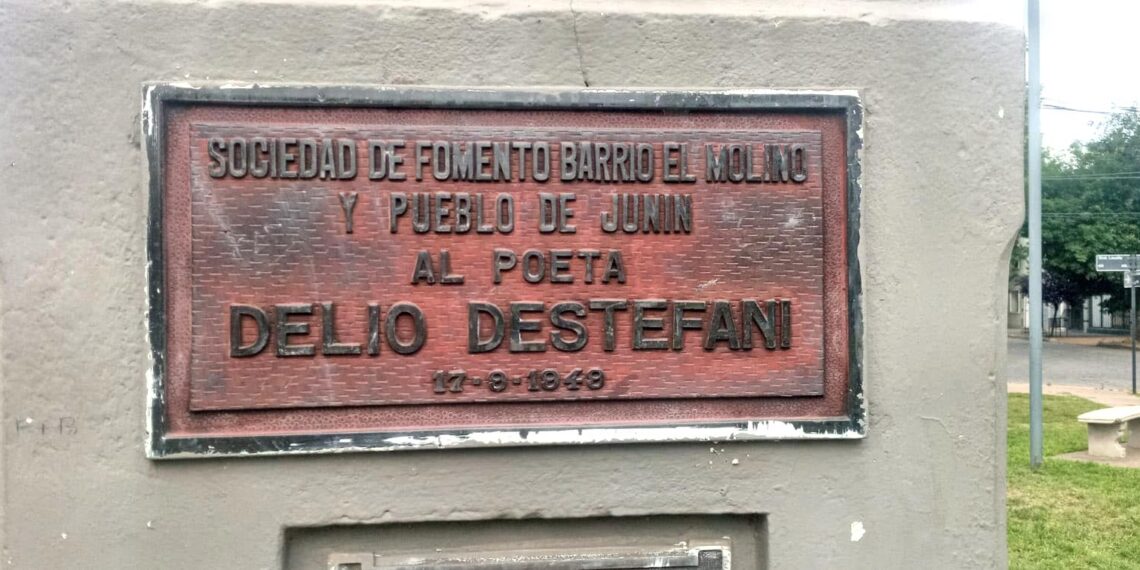 SOCIEDAD DE FOMENTO BARRIO EL MOLINO
Y PUEBLO DE JUNIN
AL POETA
DELIO DESTEFANI
17-9-1949